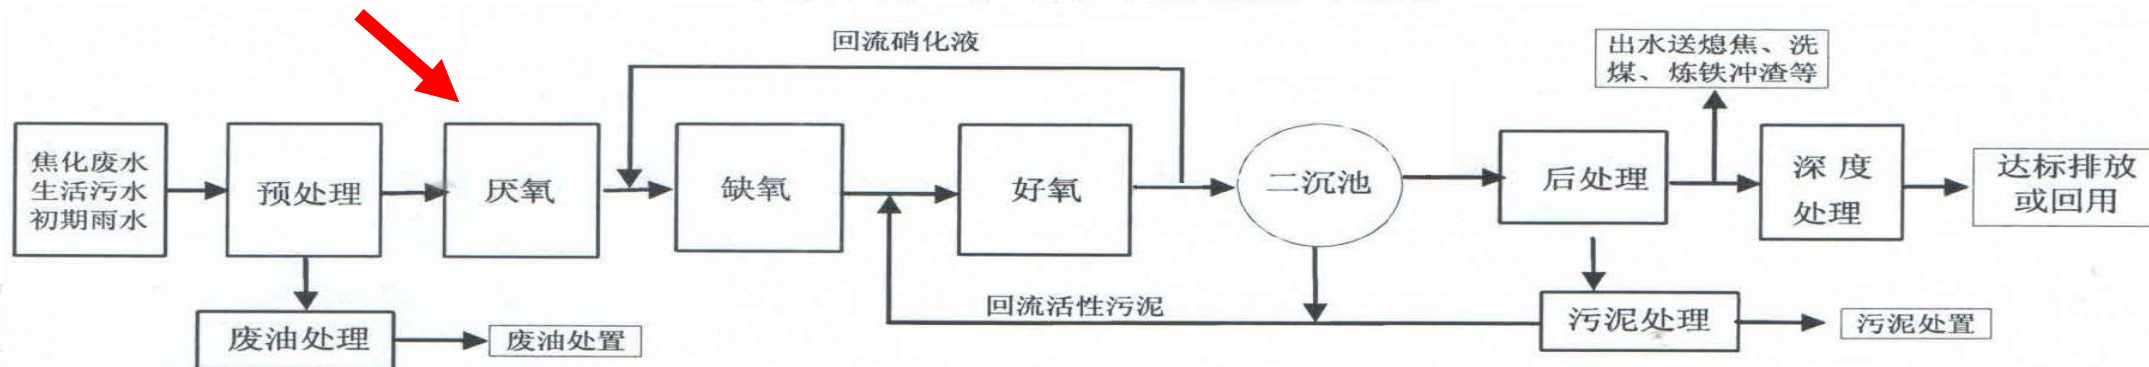 回流硝化液
出水送熄焦、洗
煤、炼铁冲渣等
焦化废水
生活污水
初期雨水
预处理
厌氧
缺氧
好氧
二沉池
后处理
深度
处理
达标排放
或回用
回流活性污泥
废油处理
废油处置
污泥处理
污泥处置